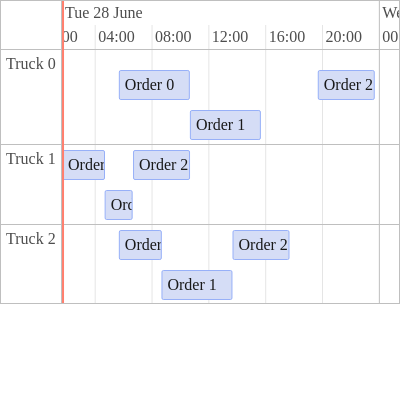 Tue 28 June We
00 04:00 08:00 12:00 16:00 20:00 00
Truck 0
Order 0 Order 2
Order 1
Truck 1
Order Order 2
Ord
Truck 2
Order Order 2
Order 1